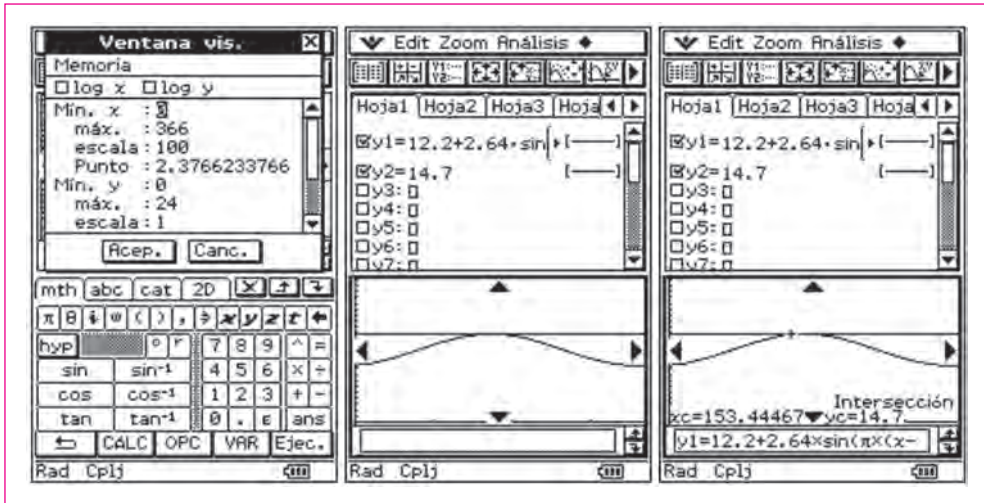 Ventana vis. X
Memoria
log x log y
Mín. x :0
máx. :366
escala:100
Punto :2.3766233766
Mín. y :0
máx. :24
escala:1
Acep. Canc.
mth abc cat 2D
π θ i ( ) , ⇒ x y z t
hyp ° r 7 8 9 ^ =
sin sin⁻¹ 4 5 6 × ÷
cos cos⁻¹ 1 2 3 + −
tan tan⁻¹ 0 . E ans
CALC OPC VAR Ejec.
Rad Cplj
Edit Zoom Análisis
Y1:... Y2:...
Hoja1 Hoja2 Hoja3 Hoja
y1=12.2+2.64·sin
y2=14.7
y3:
y4:
y5:
y6:
y7:
Rad Cplj
Edit Zoom Análisis
Y1:... Y2:...
Hoja1 Hoja2 Hoja3 Hoja
y1=12.2+2.64·sin
y2=14.7
y3:
y4:
y5:
y6:
y7:
Intersección
xc=153.44467 yc=14.7
y1=12.2+2.64×sin(π×(x−
Rad Cplj